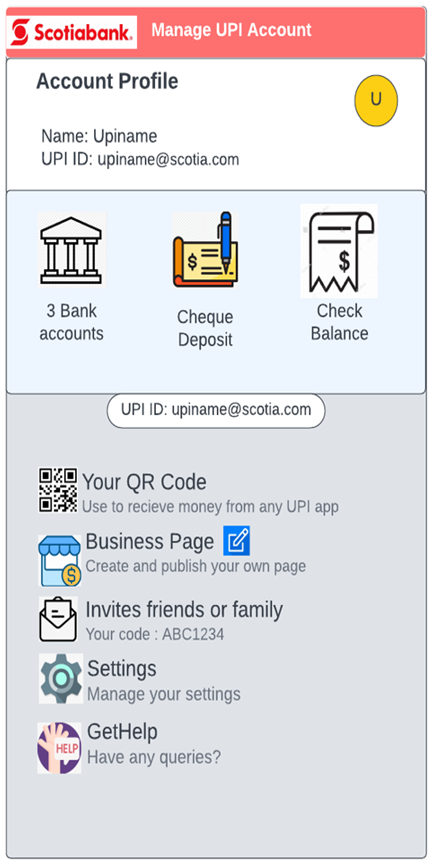 Scotiabank.
Manage UPI Account
Account Profile
U
Name: Upiname
UPI ID: upiname@scotia.com
3 Bank
accounts
$
Cheque
Deposit
$
Check
Balance
UPI ID: upiname@scotia.com
Your QR Code
Use to recieve money from any UPI app
Business Page
Create and publish your own page
$
Invites friends or family
Your code : ABC1234
Settings
Manage your settings
HELP
GetHelp
Have any queries?